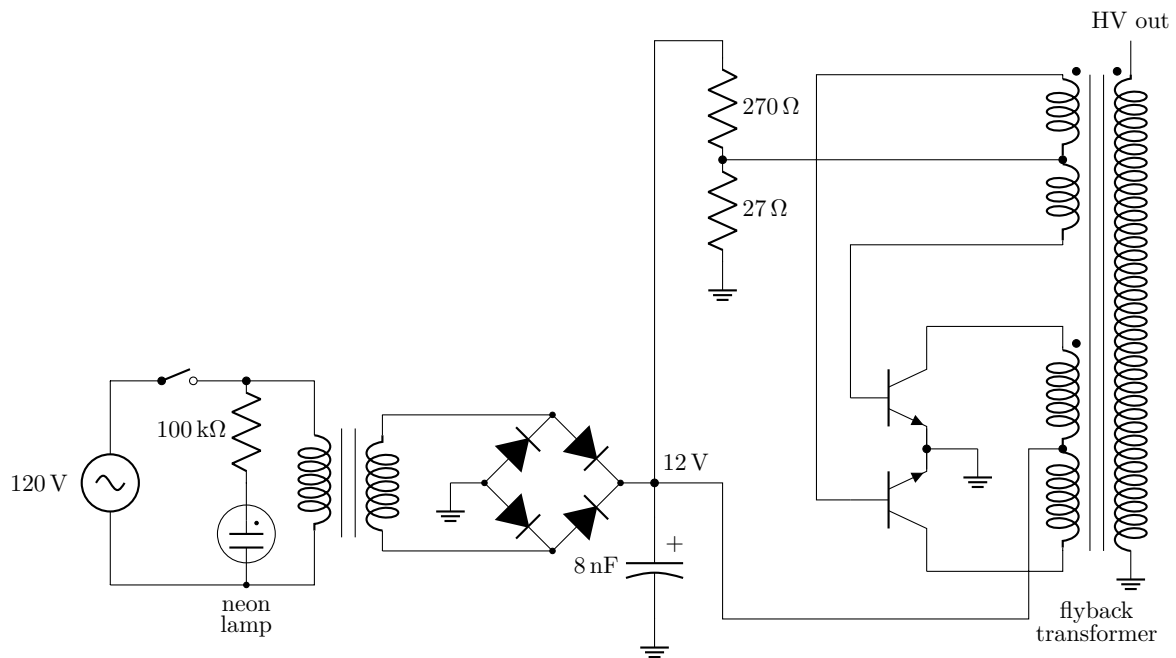 HV out
270 Ω
27 Ω
100 kΩ
120 V
12 V
+
8 nF
neon
lamp
flyback
transformer